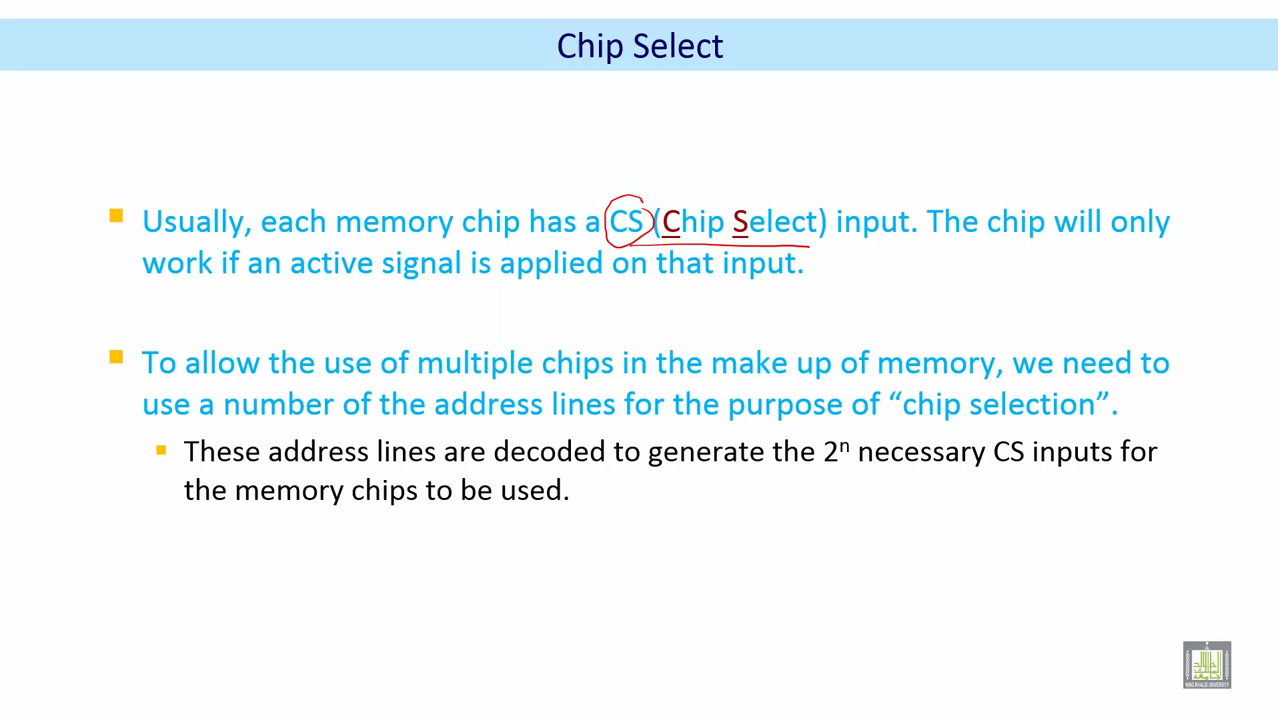 Chip Select
Usually, each memory chip has a CS (Chip Select) input. The chip will only
work if an active signal is applied on that input.
To allow the use of multiple chips in the make up of memory, we need to
use a number of the address lines for the purpose of “chip selection”.
These address lines are decoded to generate the 2ⁿ necessary CS inputs for
the memory chips to be used.
KING KHALID UNIVERSITY